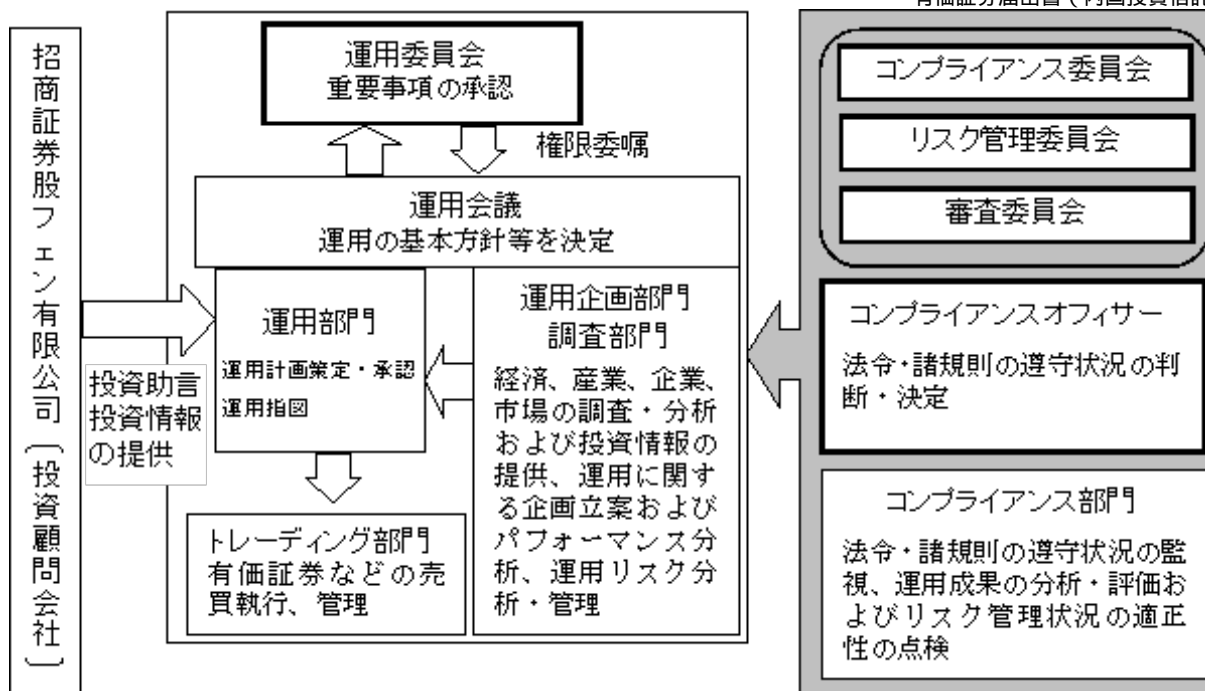 有価証券届出書（内国投資信託
招商証券股フェン有限公司（投資顧問会社）
運用委員会
重要事項の承認
権限委嘱
運用会議
運用の基本方針等を決定
投資助言
投資情報
の提供
運用部門
運用計画策定・承認
運用指図
運用企画部門
調査部門
経済、産業、企業、
市場の調査・分析
および投資情報の
提供、運用に関す
る企画立案および
パフォーマンス分
析、運用リスク分
析・管理
トレーディング部門
有価証券などの売
買執行、管理
コンプライアンス委員会
リスク管理委員会
審査委員会
コンプライアンスオフィサー
法令・諸規則の遵守状況の判
断・決定
コンプライアンス部門
法令・諸規則の遵守状況の監
視、運用成果の分析・評価お
よびリスク管理状況の適正
性の点検